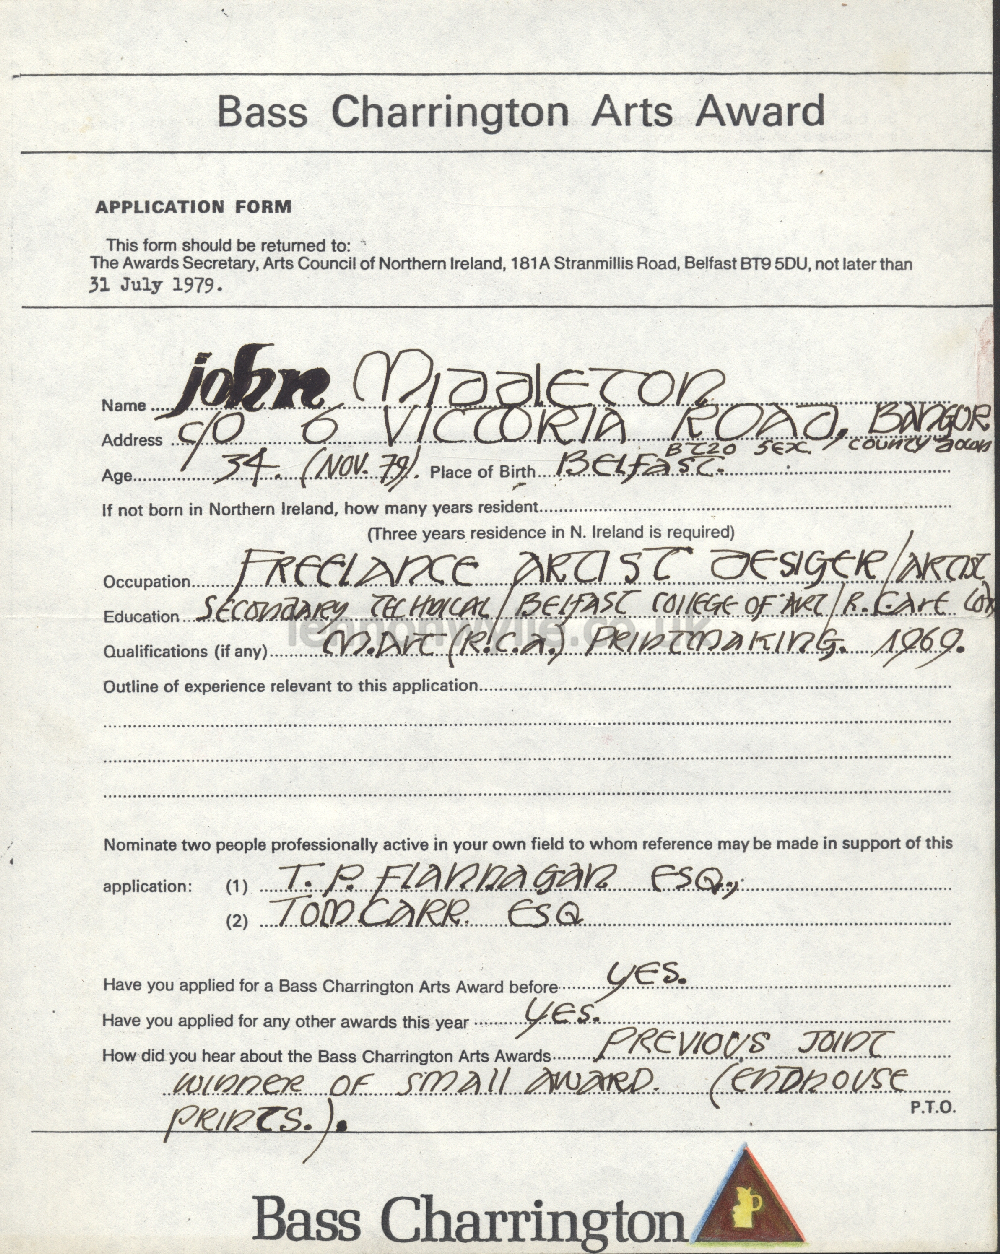 Bass Charrington Arts Award
APPLICATION FORM
This form should be returned to:
The Awards Secretary, Arts Council of Northern Ireland, 181A Stranmillis Road, Belfast BT9 5DU, not later than
31 July 1979.
Name John Middleton
Address c/o 6 VICTORIA ROAD, BANGOR
BT20 5EX. COUNTY DOWN
Age 34. (NOV. 79). Place of Birth BElfast.
If not born in Northern Ireland, how many years resident
(Three years residence in N. Ireland is required)
Occupation FREElance ARTIST DESIGER/ARTIST
Education SECONDARY TECHNICAL/BELFAST COLLEGE OF ART/R.C.Art
Qualifications (if any) M.Art (R.C.a.) PRINTMAKING. 1969.
Outline of experience relevant to this application
Nominate two people professionally active in your own field to whom reference may be made in support of this
application: (1) T. P. Flannagan ESQ.,
(2) TOM CARR. ESQ
Have you applied for a Bass Charrington Arts Award before YES.
Have you applied for any other awards this year YES.
How did you hear about the Bass Charrington Arts Awards PREVIOUS JOINT
WINNER OF SMALL AWARD. (ENDHOUSE
P.T.O.
PRINTS.).
Bass Charrington